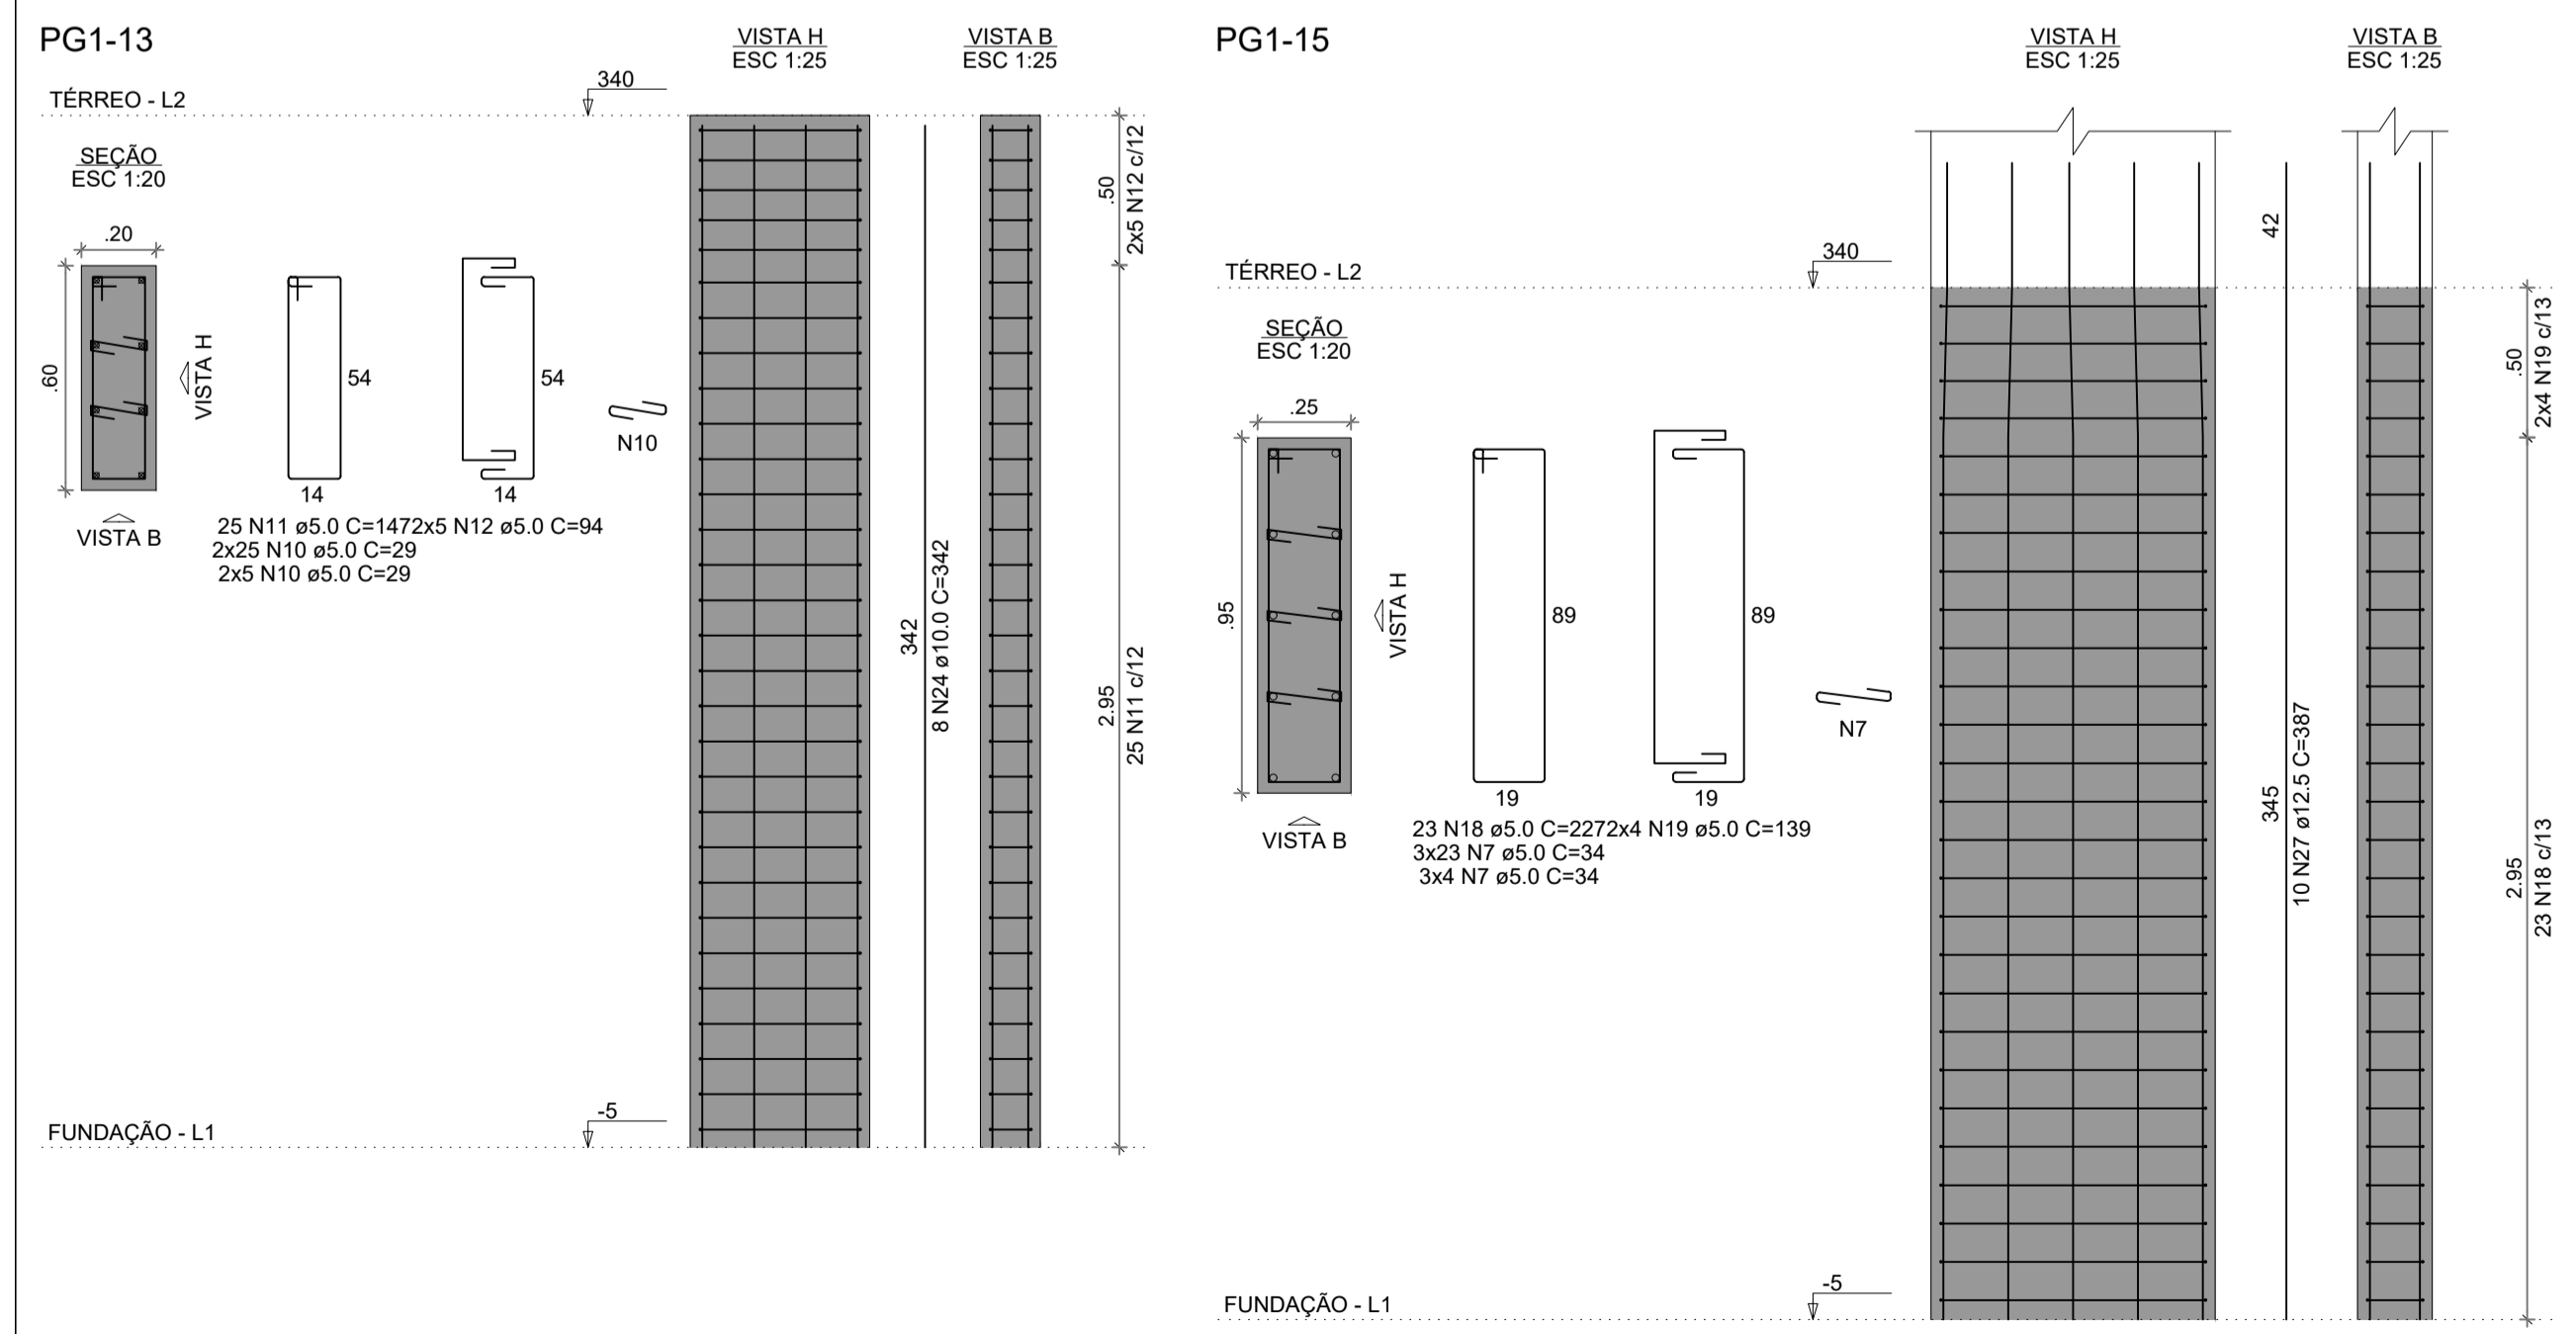 PG1-13
VISTA H
ESC 1:25
VISTA B
ESC 1:25
340
TÉRREO - L2
SEÇÃO
ESC 1:20
.20
.60
VISTA H
VISTA B
54
14
54
14
N10
25 N11 ø5.0 C=1472x5 N12 ø5.0 C=94
2x25 N10 ø5.0 C=29
2x5 N10 ø5.0 C=29
342
8 N24 ø10.0 C=342
.50
2x5 N12 c/12
2.95
25 N11 c/12
-5
FUNDAÇÃO - L1
PG1-15
VISTA H
ESC 1:25
VISTA B
ESC 1:25
340
TÉRREO - L2
SEÇÃO
ESC 1:20
.25
.95
VISTA H
VISTA B
89
19
89
19
N7
23 N18 ø5.0 C=2272x4 N19 ø5.0 C=139
3x23 N7 ø5.0 C=34
3x4 N7 ø5.0 C=34
42
345
10 N27 ø12.5 C=387
.50
2x4 N19 c/13
2.95
23 N18 c/13
-5
FUNDAÇÃO - L1